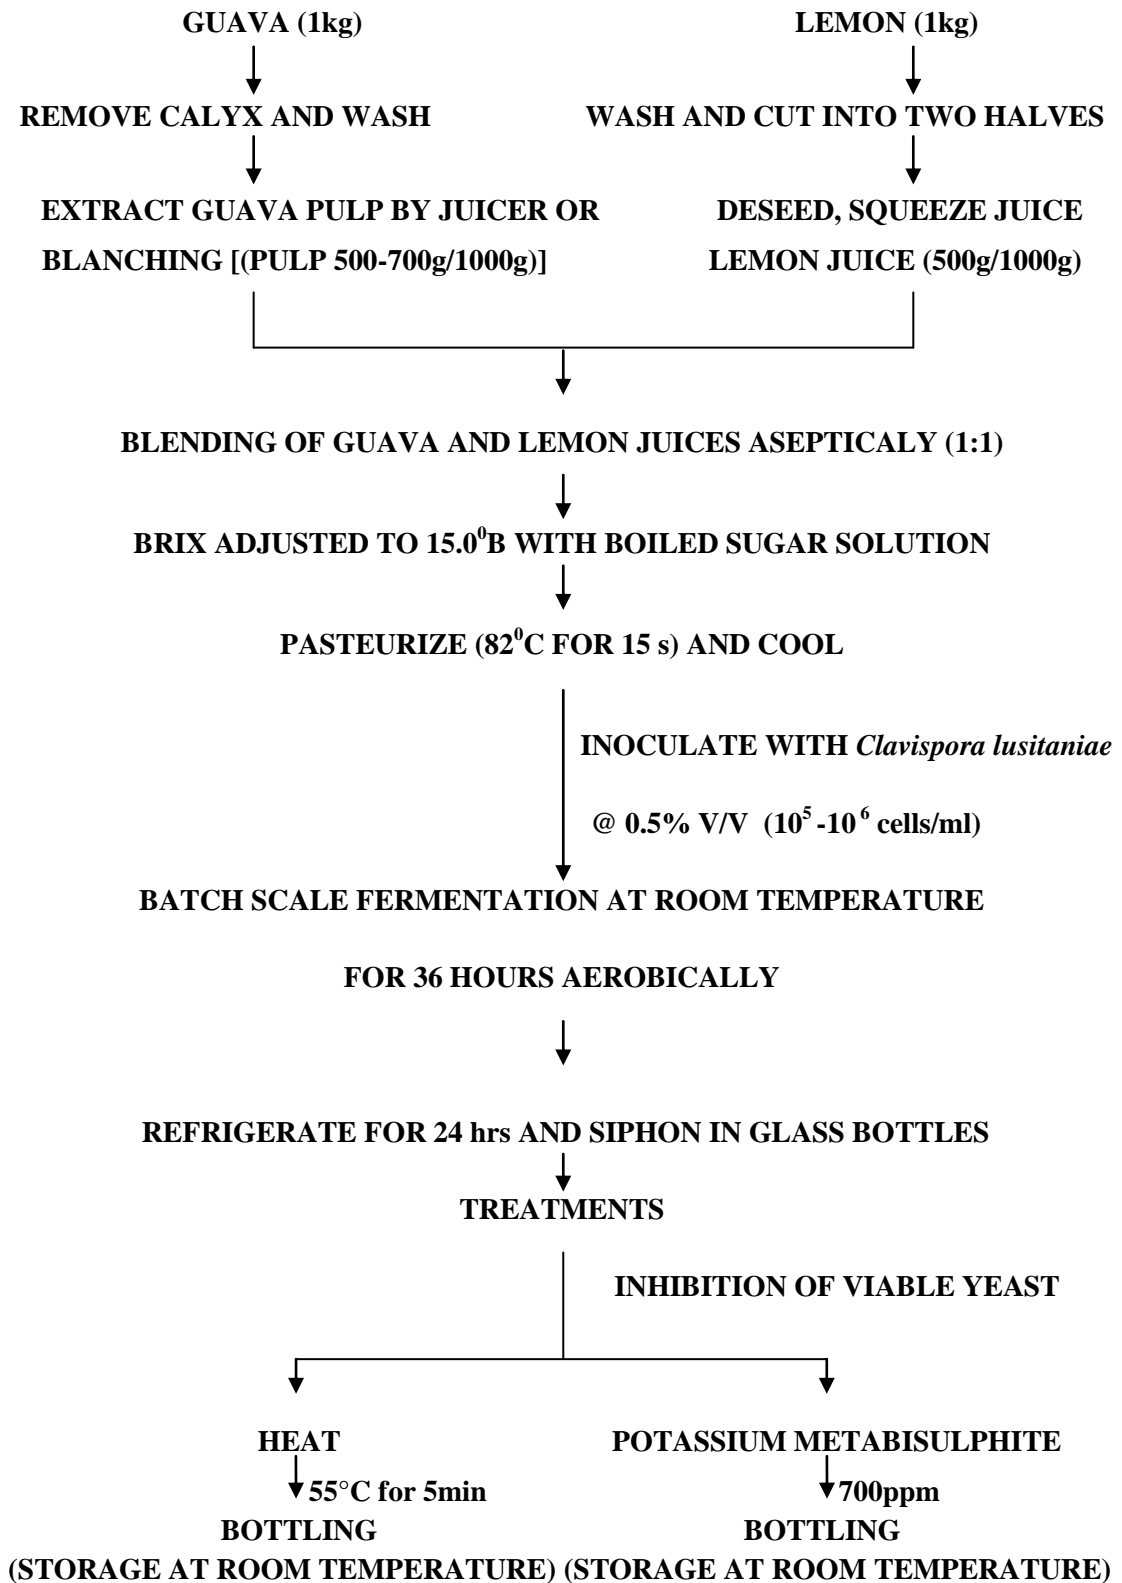 GUAVA (1kg)
LEMON (1kg)
REMOVE CALYX AND WASH
WASH AND CUT INTO TWO HALVES
EXTRACT GUAVA PULP BY JUICER OR
BLANCHING [(PULP 500-700g/1000g)]
DESEED, SQUEEZE JUICE
LEMON JUICE (500g/1000g)
BLENDING OF GUAVA AND LEMON JUICES ASEPTICALY (1:1)
BRIX ADJUSTED TO 15.0⁰B WITH BOILED SUGAR SOLUTION
PASTEURIZE (82⁰C FOR 15 s) AND COOL
INOCULATE WITH Clavispora lusitaniae
@ 0.5% V/V (10⁵ -10 ⁶ cells/ml)
BATCH SCALE FERMENTATION AT ROOM TEMPERATURE
FOR 36 HOURS AEROBICALLY
REFRIGERATE FOR 24 hrs AND SIPHON IN GLASS BOTTLES
TREATMENTS
INHIBITION OF VIABLE YEAST
HEAT
POTASSIUM METABISULPHITE
55°C for 5min
700ppm
BOTTLING
BOTTLING
(STORAGE AT ROOM TEMPERATURE) (STORAGE AT ROOM TEMPERATURE)